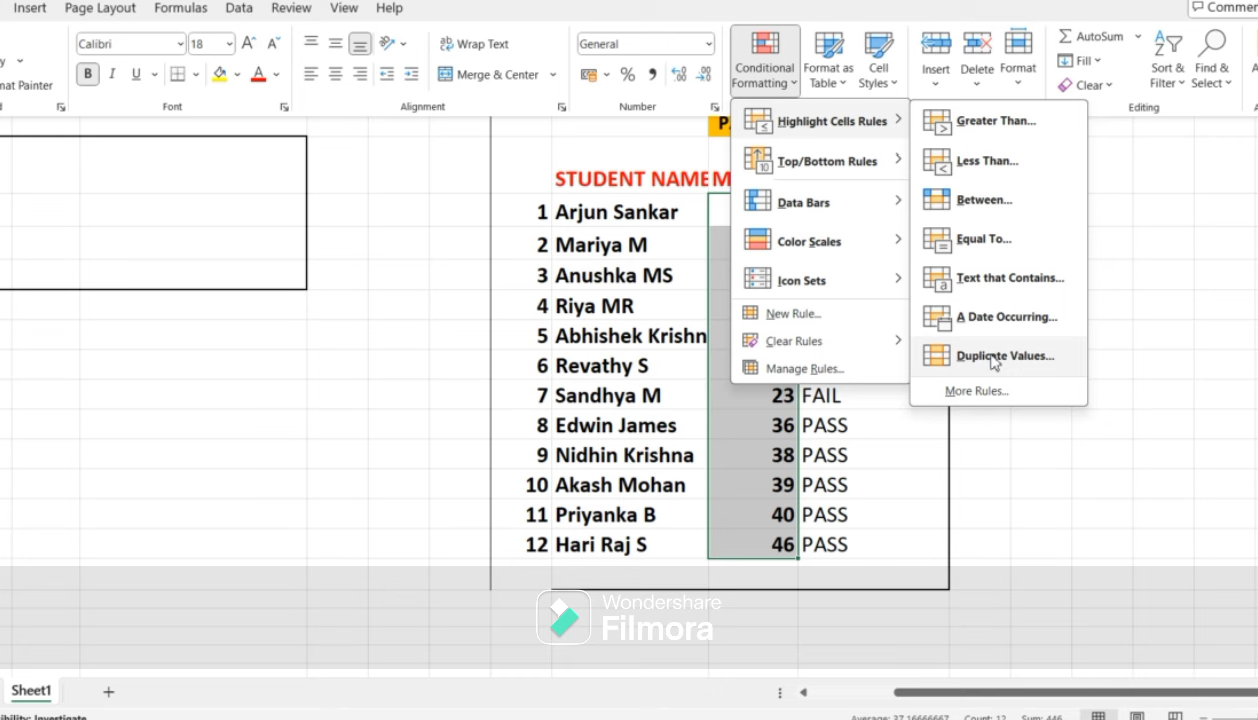 Insert Page Layout Formulas Data Review View Help
Calibri 18 Wrap Text General AutoSum
Fill
B I U Merge & Center % Clear
Conditional Formatting Format as Table Cell Styles Insert Delete Format Sort & Filter Find & Select
Font Alignment Number Editing
Highlight Cells Rules
Top/Bottom Rules
Data Bars
Color Scales
Icon Sets
New Rule...
Clear Rules
Manage Rules...
Greater Than...
Less Than...
Between...
Equal To...
Text that Contains...
A Date Occurring...
Duplicate Values...
More Rules...
STUDENT NAME M
1 Arjun Sankar
2 Mariya M
3 Anushka MS
4 Riya MR
5 Abhishek Krishn
6 Revathy S
7 Sandhya M 23 FAIL
8 Edwin James 36 PASS
9 Nidhin Krishna 38 PASS
10 Akash Mohan 39 PASS
11 Priyanka B 40 PASS
12 Hari Raj S 46 PASS
Wondershare
Filmora
Sheet1
Average: 37.16666667 Count: 12 Sum: 446